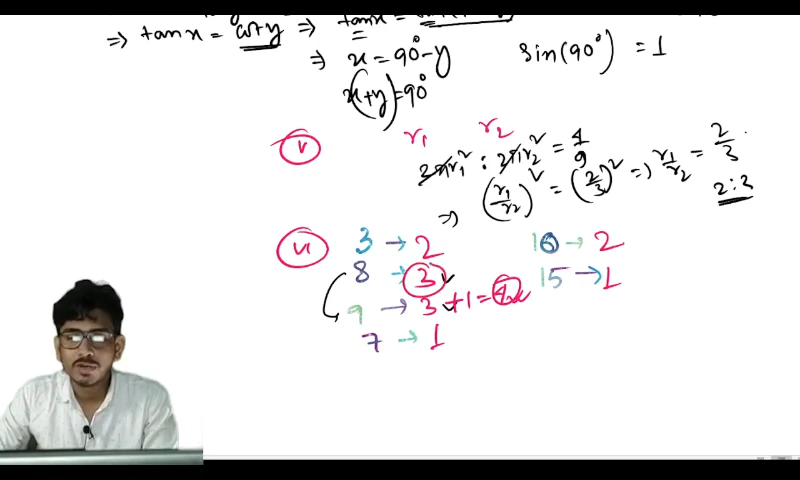 ⇒ tan x = cot y ⇒ tan x =
⇒ x = 90° - y sin(90°) = 1
x+y = 90°
V r₁ r₂
2πr₁² : 2πr₂² = 4/9
⇒ (r₁/r₂)² = (2/3)² ⇒ r₁/r₂ = 2/3
2:3
VI 3 → 2 10 → 2
8 → 3 15 → 1
9 → 3 +1 = 4
7 → 1